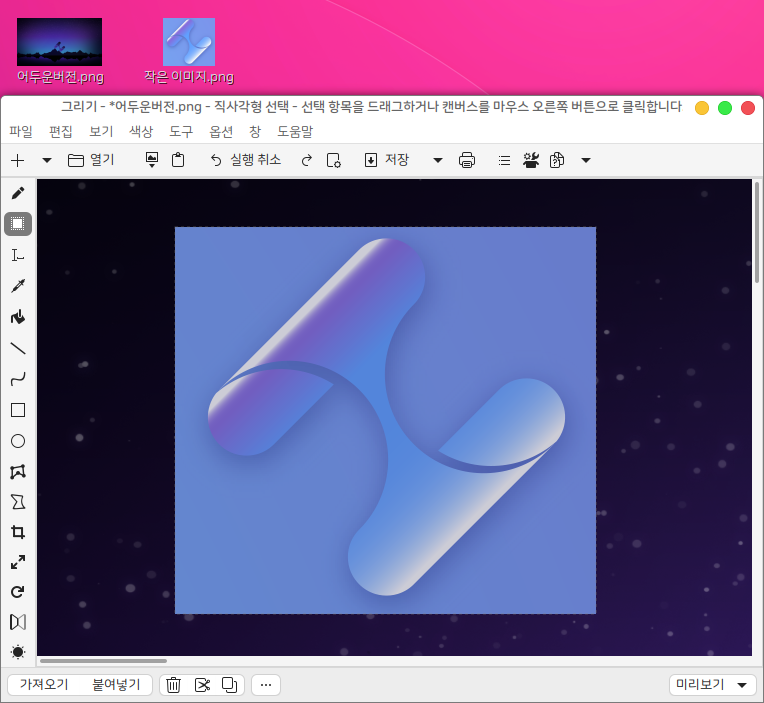 어두운버전.png
작은 이미지.png
그리기 - *어두운버전.png - 직사각형 선택 - 선택 항목을 드래그하거나 캔버스를 마우스 오른쪽 버튼으로 클릭합니다
파일 편집 보기 색상 도구 옵션 창 도움말
열기 실행 취소 저장
가져오기 붙여넣기 미리보기